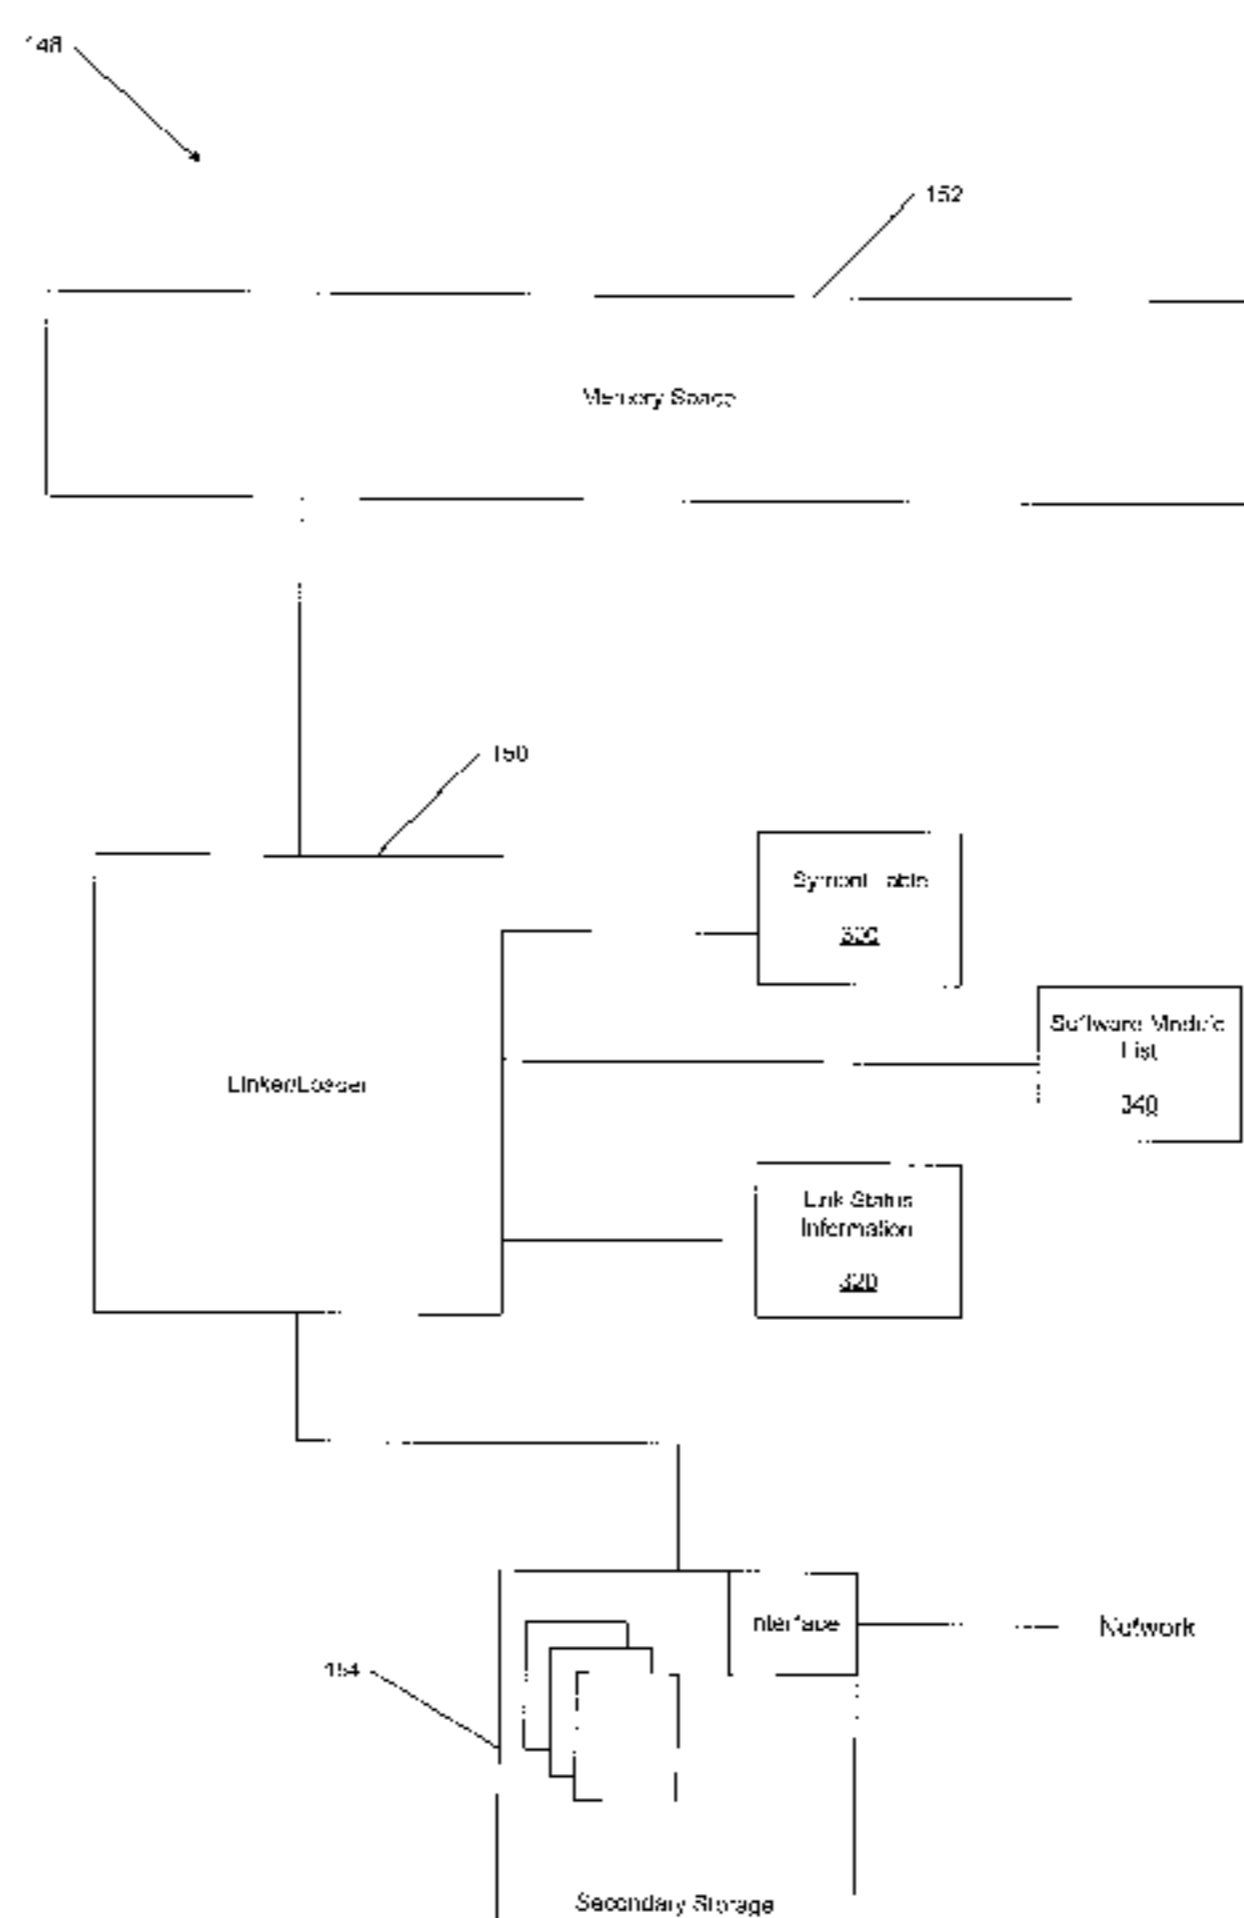 148
152
Memory Space
150
Symbol Table
300
Software Module
List
340
Linker/Loader
Link Status
Information
320
Interface
Network
154
Secondary Storage